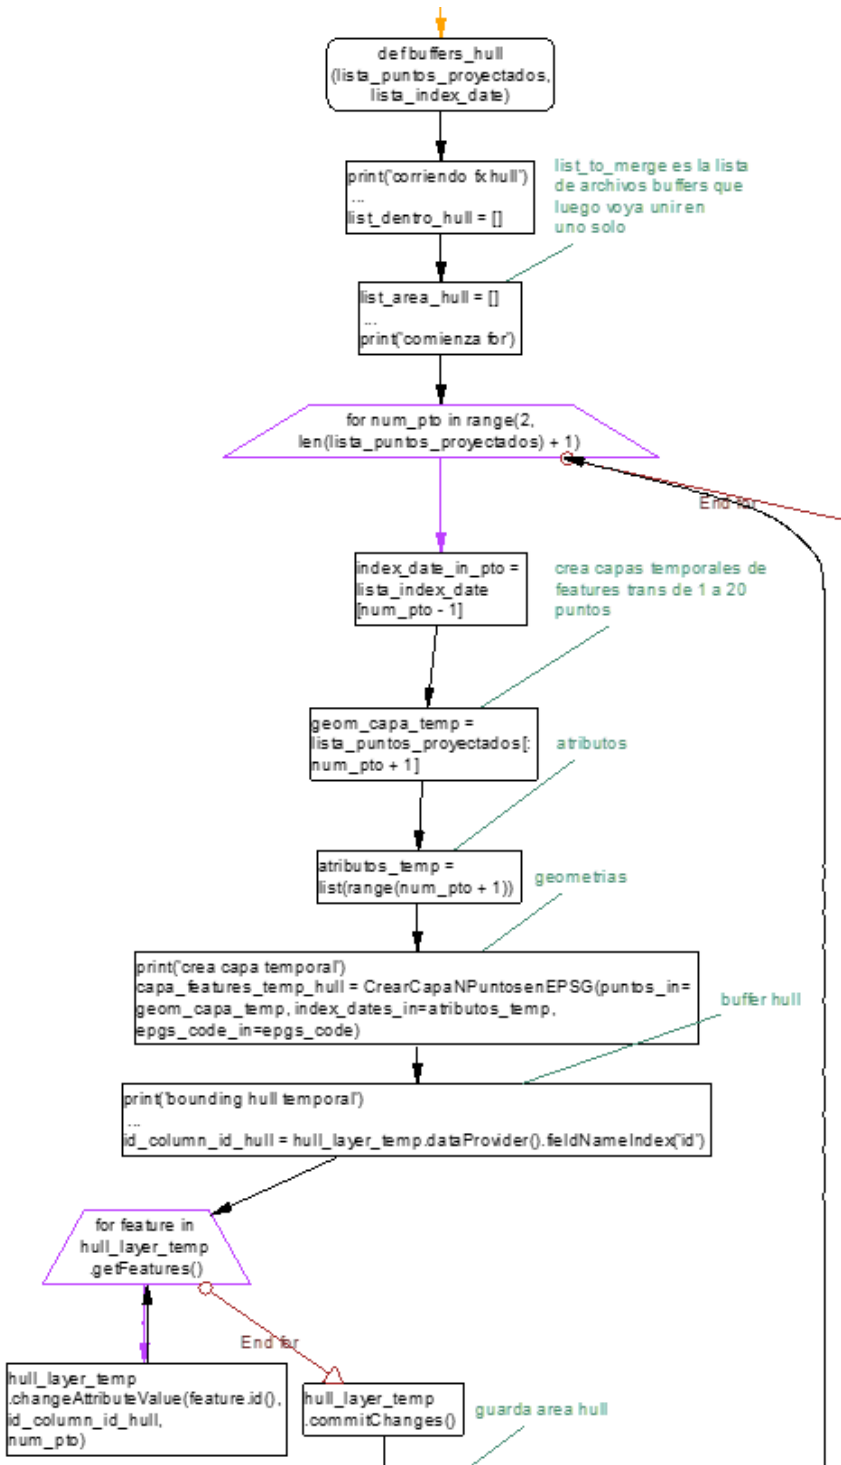 def buffers_hull
(lista_puntos_proyectados,
lista_index_date)
print('corriendo fx hull')
...
list_dentro_hull = []
list_to_merge es la lista
de archivos buffers que
luego voy a unir en
uno solo
list_area_hull = []
...
print('comienza for')
for num_pto in range(2,
len(lista_puntos_proyectados) + 1)
End for
index_date_in_pto =
lista_index_date
[num_pto - 1]
crea capas temporales de
features trans de 1 a 20
puntos
geom_capa_temp =
lista_puntos_proyectados[:
num_pto + 1]
atributos
atributos_temp =
list(range(num_pto + 1))
geometrias
print('crea capa temporal')
capa_features_temp_hull = CrearCapaNPuntosenEPSG(puntos_in=
geom_capa_temp, index_dates_in=atributos_temp,
epgs_code_in=epgs_code)
buffer hull
print('bounding hull temporal')
...
id_column_id_hull = hull_layer_temp.dataProvider().fieldNameIndex('id')
for feature in
hull_layer_temp
.getFeatures()
End for
hull_layer_temp
.changeAttributeValue(feature.id(),
id_column_id_hull,
num_pto)
hull_layer_temp
.commitChanges()
guarda area hull